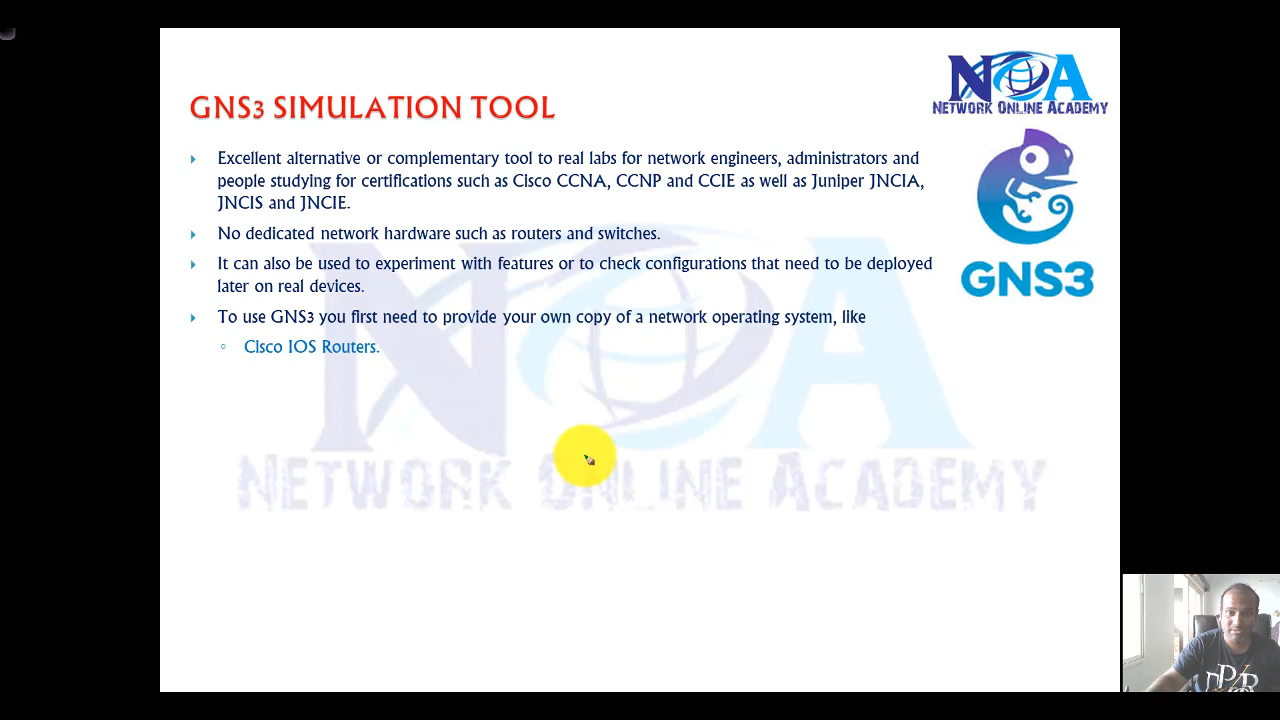 NOA
NETWORK ONLINE ACADEMY
GNS3 SIMULATION TOOL
Excellent alternative or complementary tool to real labs for network engineers, administrators and
people studying for certifications such as Cisco CCNA, CCNP and CCIE as well as Juniper JNCIA,
JNCIS and JNCIE.
No dedicated network hardware such as routers and switches.
It can also be used to experiment with features or to check configurations that need to be deployed
later on real devices.
To use GNS3 you first need to provide your own copy of a network operating system, like
Cisco IOS Routers.
GNS3
NOA
NETWORK ONLINE ACADEMY